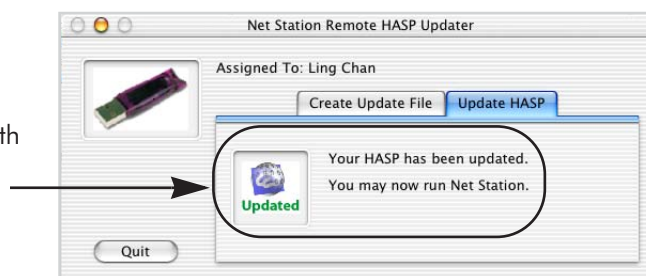 Net Station Remote HASP Updater
Assigned To: Ling Chan
Create Update File Update HASP
th
Your HASP has been updated.
You may now run Net Station.
Updated
Quit